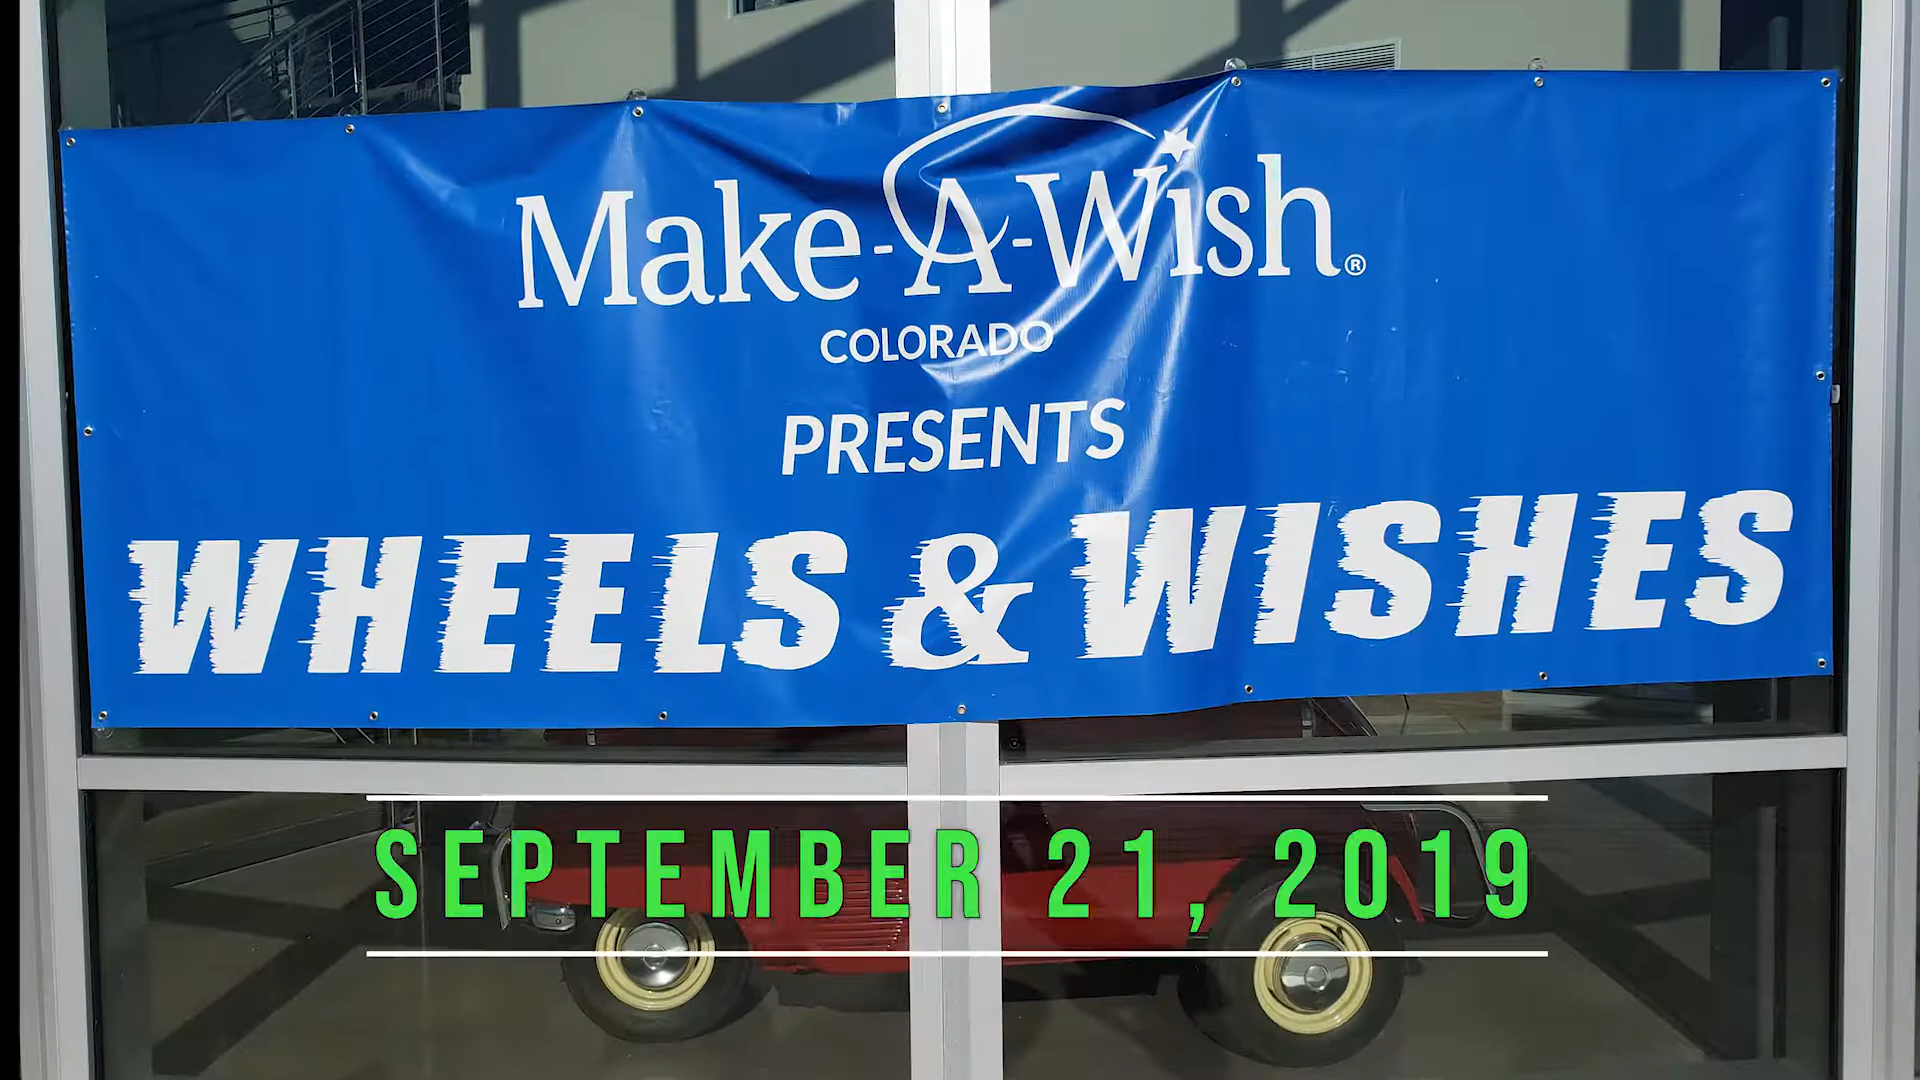 Make-A-Wish®
COLORADO
PRESENTS
WHEELS & WISHES
SEPTEMBER 21, 2019